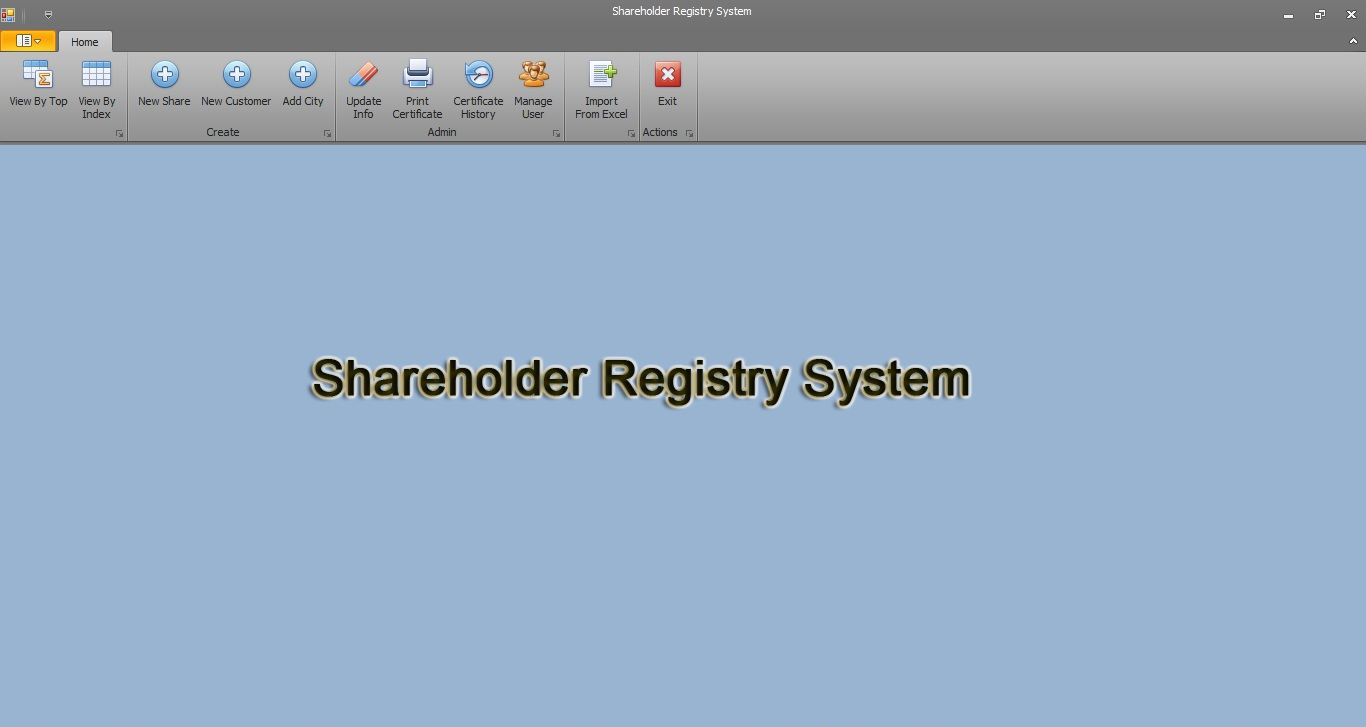 Shareholder Registry System
Home
View By Top
View By
Index
New Share
New Customer
Add City
Create
Update
Info
Print
Certificate
Certificate
History
Manage
User
Admin
Import
From Excel
Exit
Actions
Shareholder Registry System